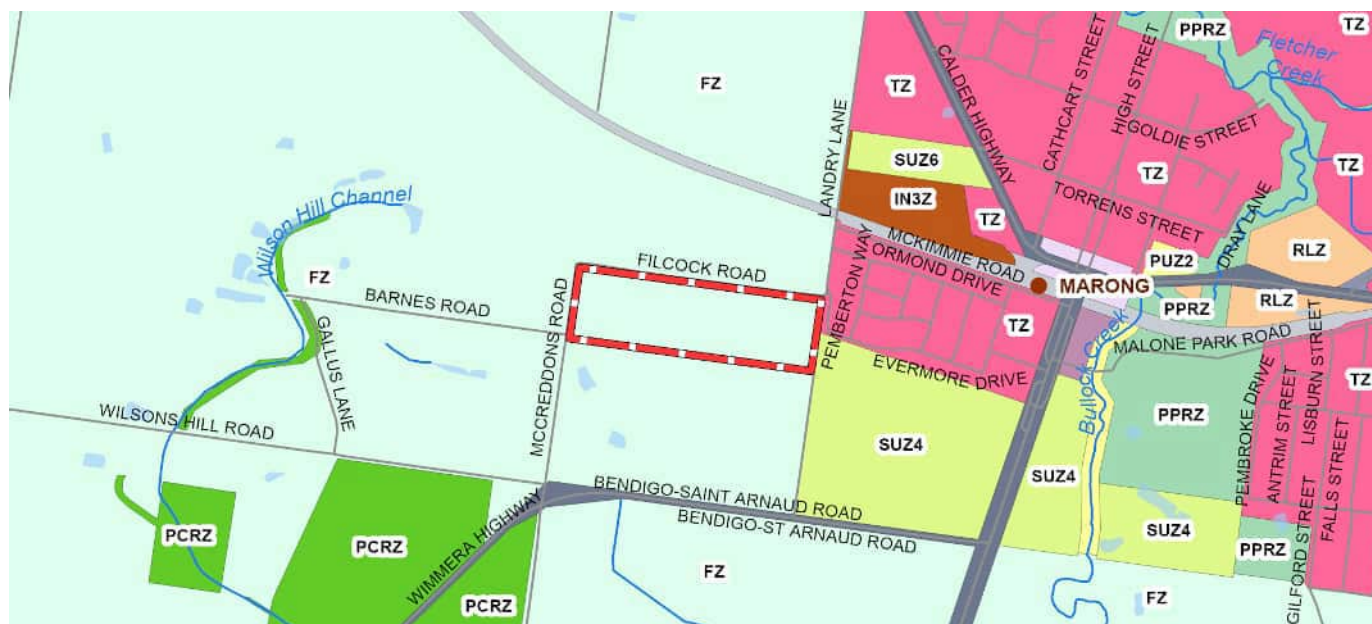 PPRZ
TZ
Fletcher
Creek
FZ
TZ
CALDER HIGHWAY
CATHCART STREET
HIGH STREET
GOLDIE STREET
LANDRY LANE
SUZ6
TZ
TZ
Wilson Hill Channel
IN3Z
TZ
TORRENS STREET
DRAY LANE
RLZ
MCKIMMIE ROAD
PUZ2
FZ
FILCOCK ROAD
PEMBERTON WAY
ORMOND DRIVE
MARONG
RLZ
BARNES ROAD
MCCREDDONS ROAD
TZ
PPRZ
MALONE PARK ROAD
GALLUS LANE
EVERMORE DRIVE
Bullock Creek
PPRZ
PEMBROKE DRIVE
ANTRIM STREET
LISBURN STREET
TZ
WILSONS HILL ROAD
SUZ4
SUZ4
FALLS STREET
BENDIGO-SAINT ARNAUD ROAD
BENDIGO-ST ARNAUD ROAD
SUZ4
PCRZ
PCRZ
WIMMERA HIGHWAY
PPRZ
GILFORD STREET
FZ
PCRZ
FZ